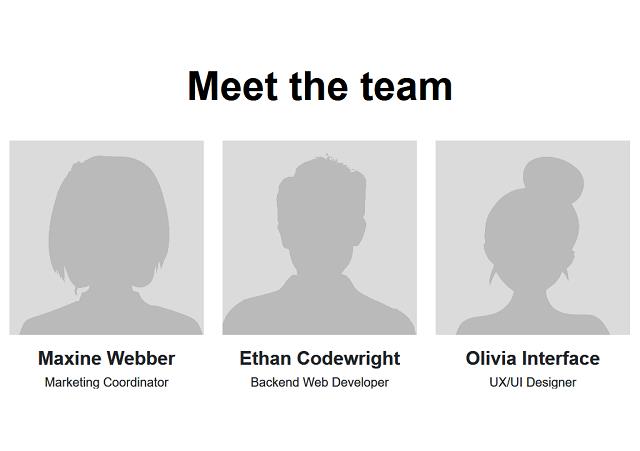 Meet the team
Maxine Webber
Marketing Coordinator
Ethan Codewright
Backend Web Developer
Olivia Interface
UX/UI Designer